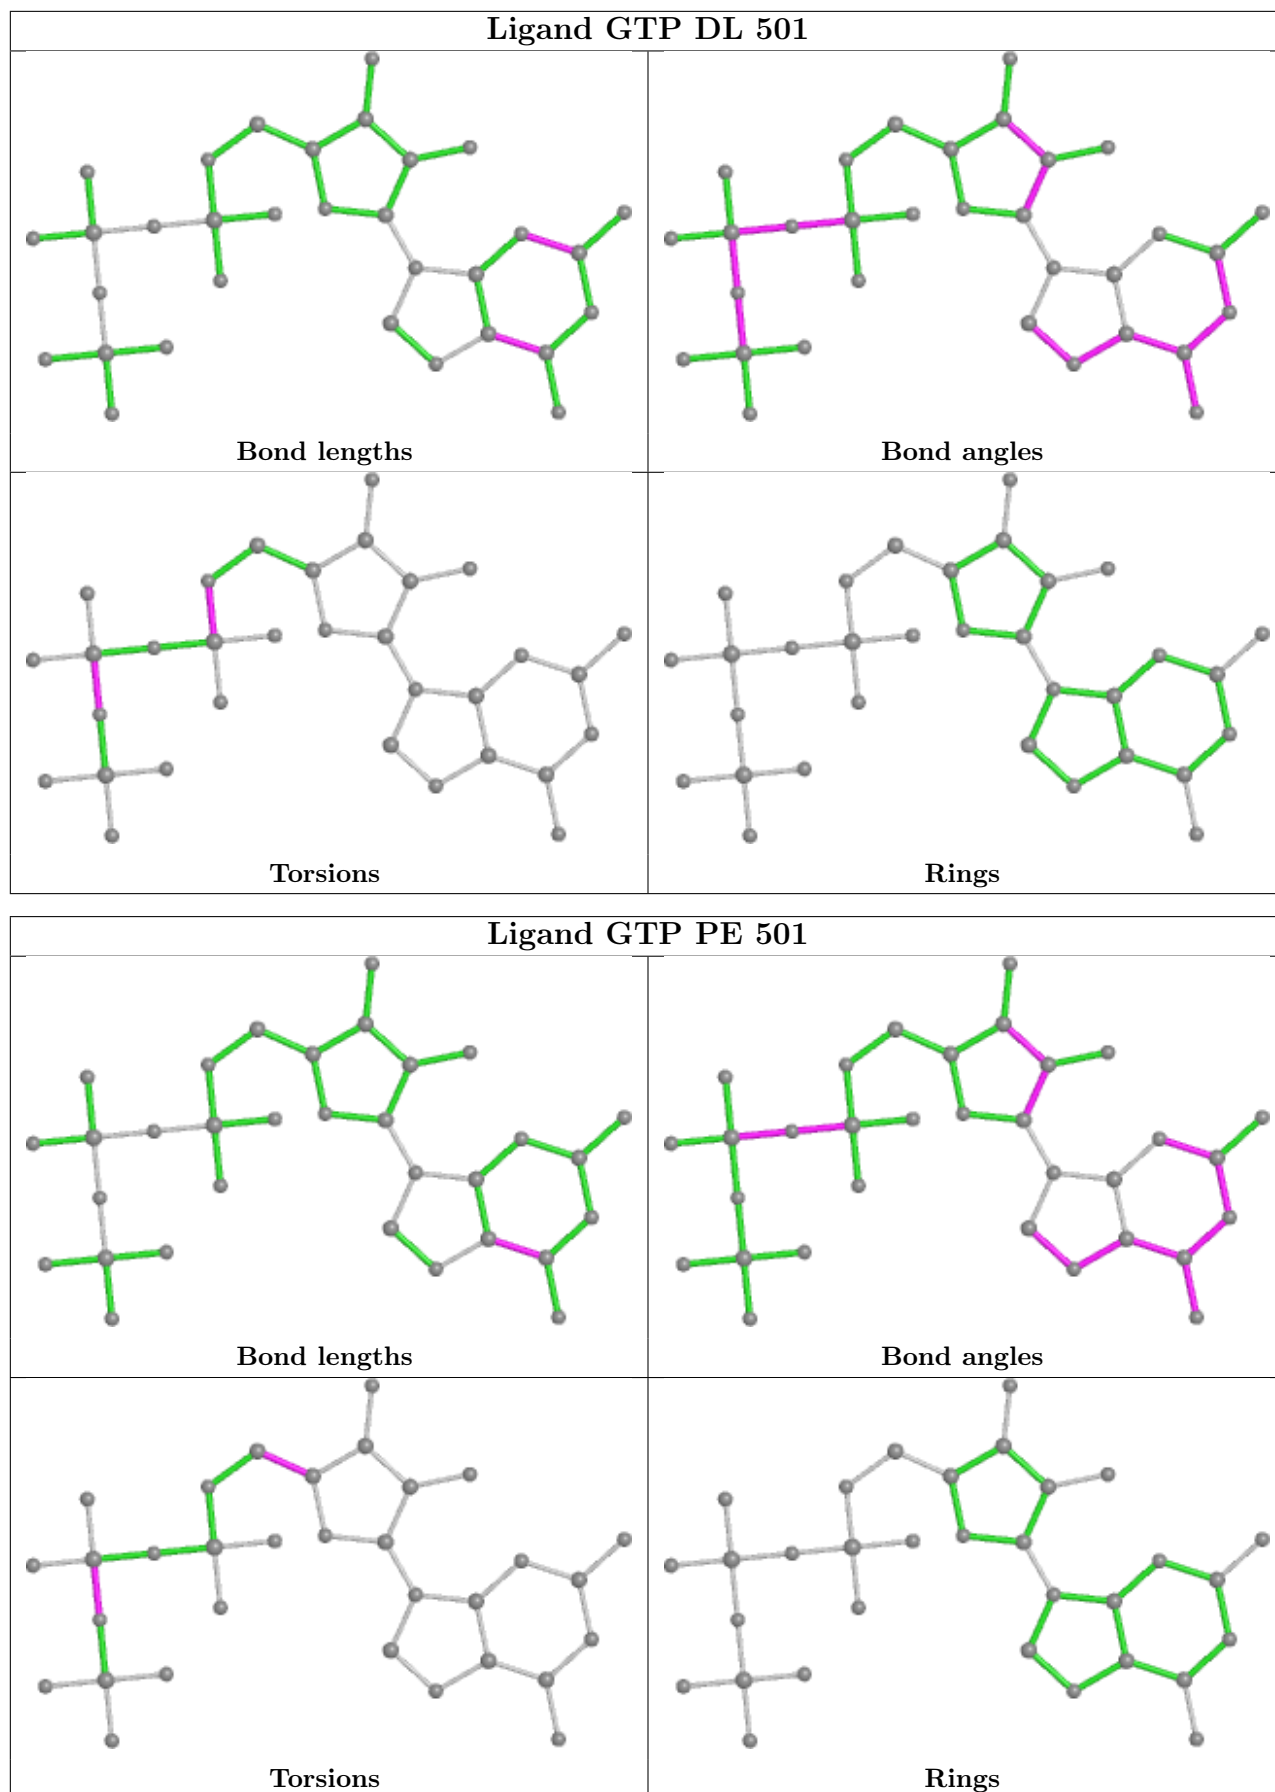 Ligand GTP DL 501
Bond lengths
Bond angles
Torsions
Rings
Ligand GTP PE 501
Bond lengths
Bond angles
Torsions
Rings